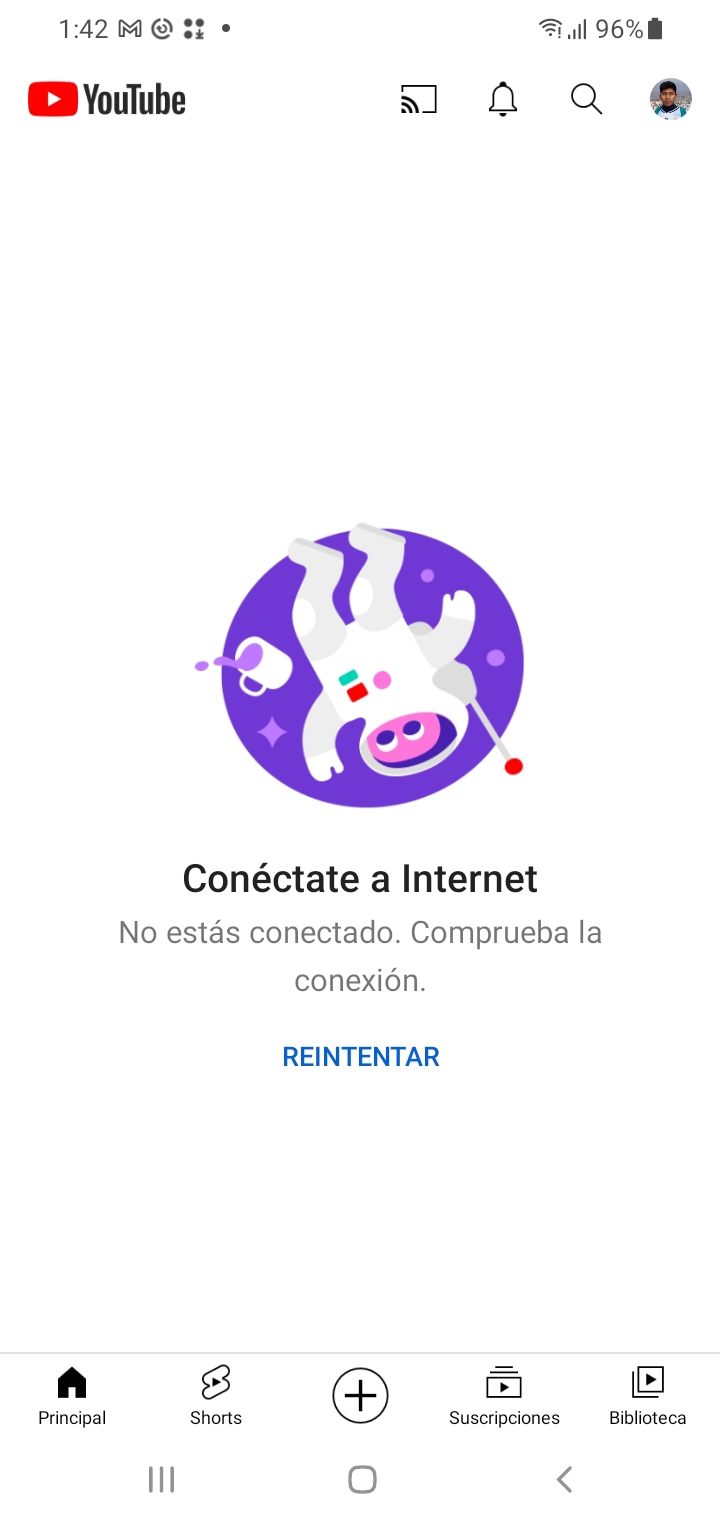 1:42
96%
YouTube
Conéctate a Internet
No estás conectado. Comprueba la
conexión.
REINTENTAR
Principal
Shorts
Suscripciones
Biblioteca